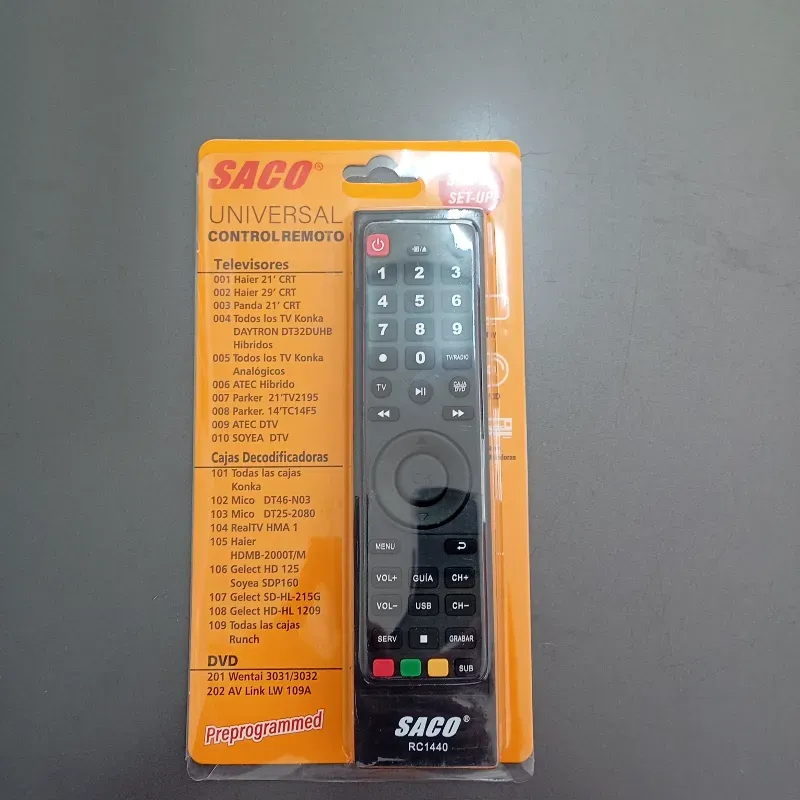 SACO®
SET-UP
UNIVERSAL
CONTROL REMOTO
Televisores
001 Haier 21' CRT
002 Haier 29' CRT
003 Panda 21' CRT
004 Todos los TV Konka
DAYTRON DT32DUHB
Hibridos
005 Todos los TV Konka
Analógicos
006 ATEC Hibrido
007 Parker 21'TV2195
008 Parker. 14'TC14F5
009 ATEC DTV
010 SOYEA DTV
Cajas Decodificadoras
101 Todas las cajas
Konka
102 Mico DT46-N03
103 Mico DT25-2080
104 RealTV HMA 1
105 Haier
HDMB-2000T/M
106 Gelect HD 125
Soyea SDP160
107 Gelect SD-HL-215G
108 Gelect HD-HL 1209
109 Todas las cajas
Runch
DVD
201 Wentai 3031/3032
202 AV Link LW 109A
Preprogrammed
1 2 3
4 5 6
7 8 9
0 TV/RADIO
TV CAJA
DVD
MENU
VOL+ GUÍA CH+
VOL- USB CH-
SERV GRABAR
SUB
SACO®
RC1440